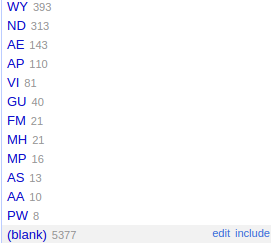 WY 393
ND 313
AE 143
AP 110
VI 81
GU 40
FM 21
MH 21
MP 16
AS 13
AA 10
PW 8
(blank) 5377 edit include